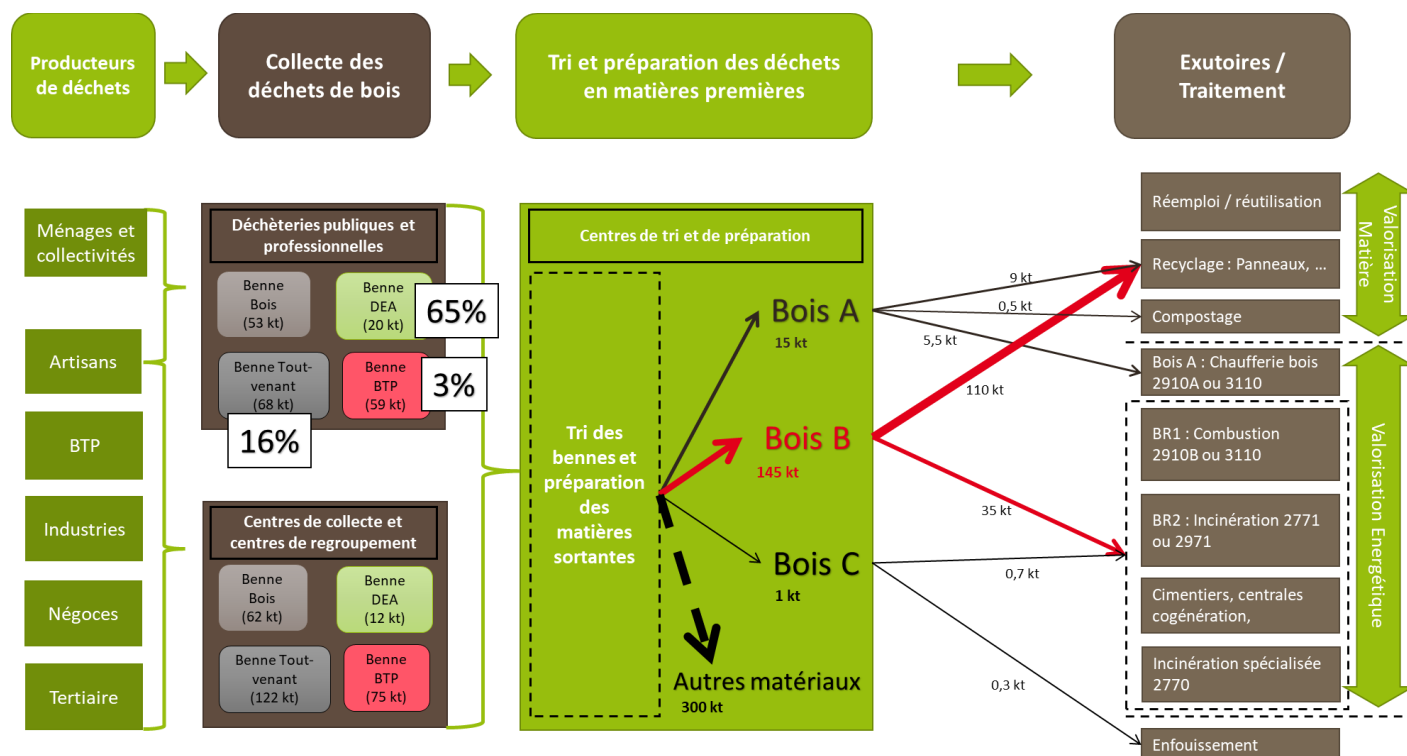 Producteurs
de déchets
Collecte des
déchets de bois
Tri et préparation des déchets
en matières premières
Exutoires /
Traitement
Ménages et
collectivités
Artisans
BTP
Industries
Négoces
Tertiaire
Déchèteries publiques et
professionnelles
Benne
Bois
(53 kt)
Benne
DEA
(20 kt)
65%
Benne Tout-
venant
(68 kt)
16%
Benne
BTP
(59 kt)
3%
Centres de collecte et
centres de regroupement
Benne
Bois
(62 kt)
Benne
DEA
(12 kt)
Benne Tout-
venant
(122 kt)
Benne
BTP
(75 kt)
Centres de tri et de préparation
Tri des
bennes et
préparation
des
matières
sortantes
Bois A
15 kt
Bois B
145 kt
Bois C
1 kt
Autres matériaux
300 kt
9 kt
0,5 kt
5,5 kt
110 kt
35 kt
0,7 kt
0,3 kt
Réemploi / réutilisation
Recyclage : Panneaux, ...
Compostage
Bois A : Chaufferie bois
2910A ou 3110
BR1 : Combustion
2910B ou 3110
BR2 : Incinération 2771
ou 2971
Cimentiers, centrales
cogénération,
Incinération spécialisée
2770
Enfouissement
Valorisation
Matière
Valorisation Energétique